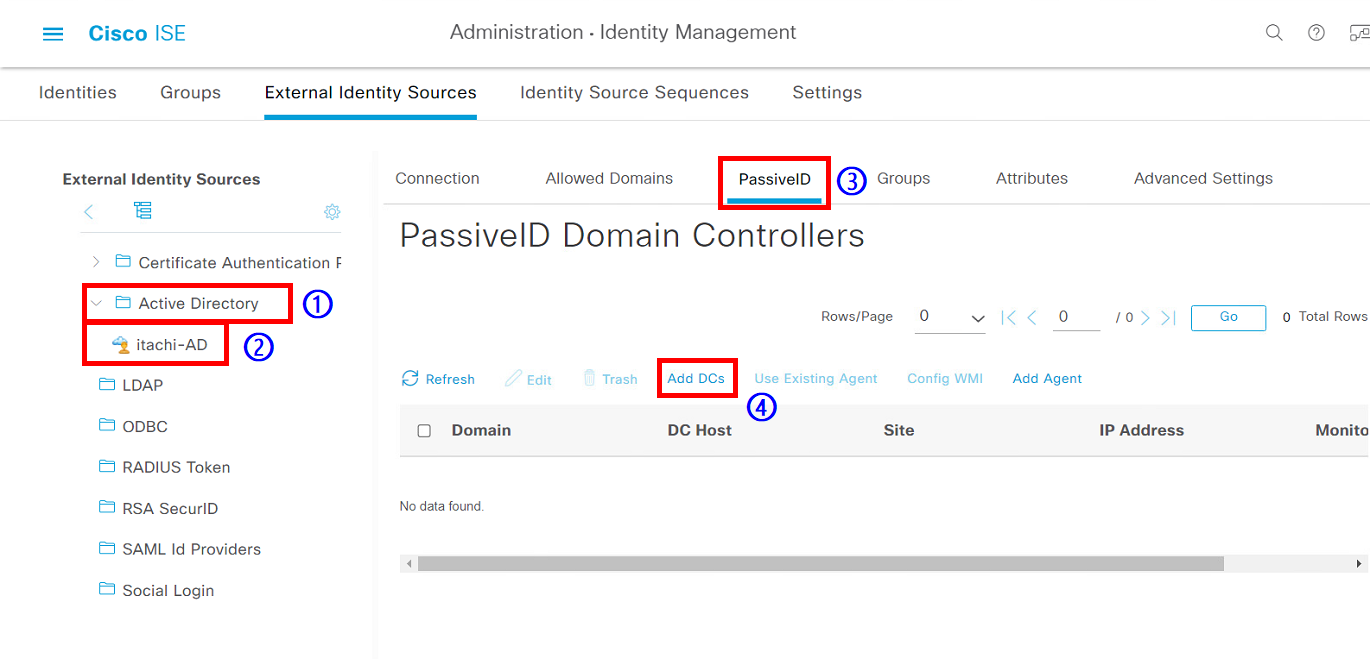 Cisco ISE
Administration · Identity Management
Identities Groups External Identity Sources Identity Source Sequences Settings
External Identity Sources
Certificate Authentication F
Active Directory ①
itachi-AD ②
LDAP
ODBC
RADIUS Token
RSA SecurID
SAML Id Providers
Social Login
Connection Allowed Domains PassiveID ③ Groups Attributes Advanced Settings
PassiveID Domain Controllers
Rows/Page 0 0 / 0 Go 0 Total Rows
Refresh Edit Trash Add DCs ④ Use Existing Agent Config WMI Add Agent
Domain DC Host Site IP Address Monito
No data found.